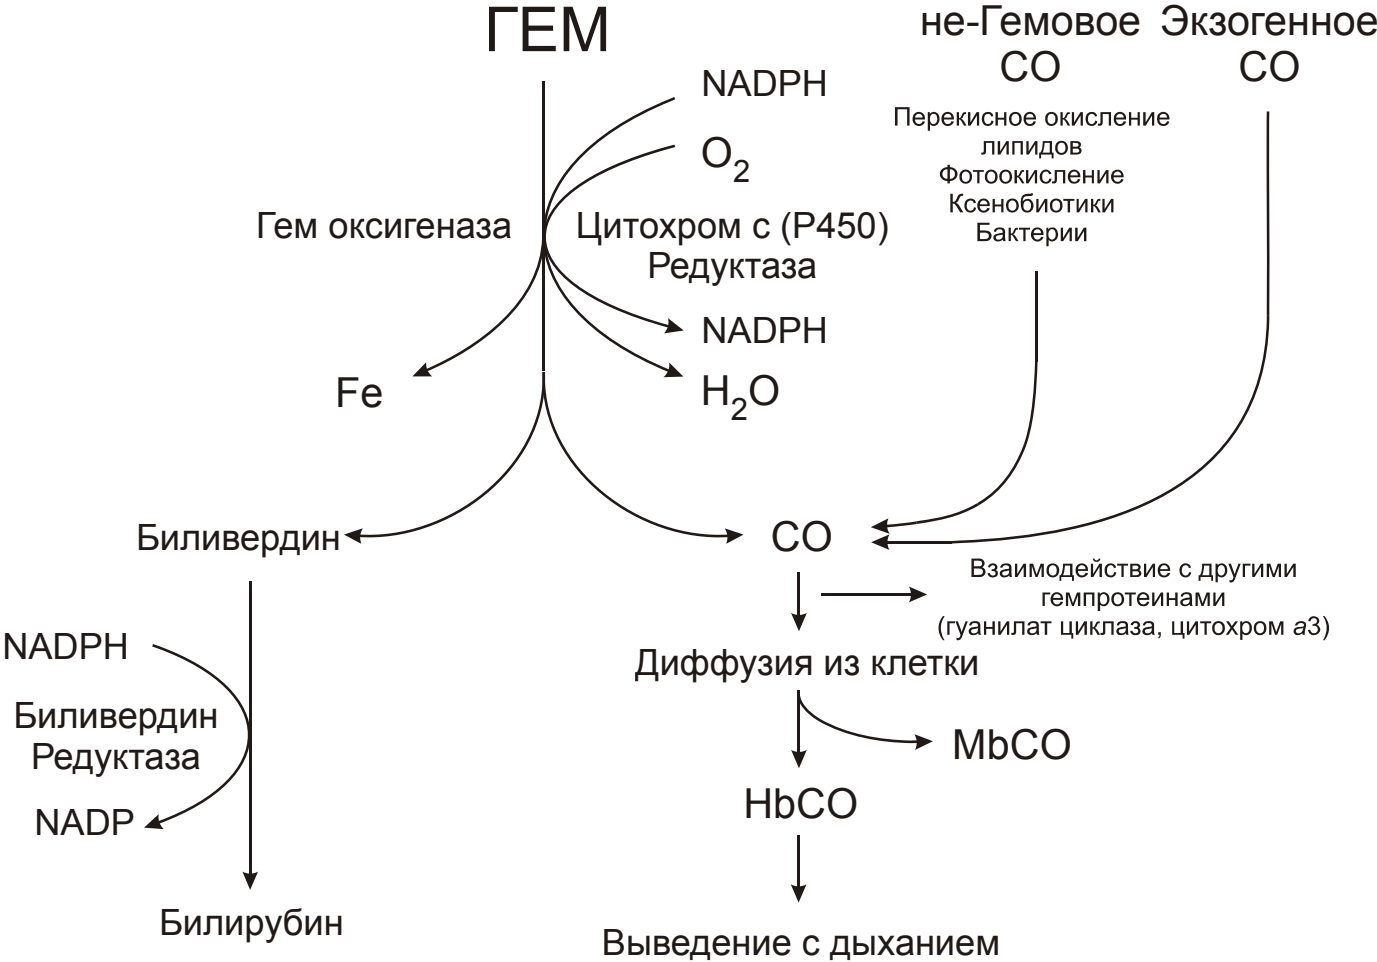 ГЕМ
не-Гемовое
СО
Экзогенное
СО
NADPH
O2
Перекисное окисление
липидов
Фотоокисление
Ксенобиотики
Бактерии
Гем оксигеназа
Цитохром с (Р450)
Редуктаза
NADPH
H2O
Fe
Биливердин
СО
Взаимодействие с другими
гемпротеинами
(гуанилат циклаза, цитохром а3)
NADPH
Биливердин
Редуктаза
NADP
Билирубин
Диффузия из клетки
MbCO
HbCO
Выведение с дыханием